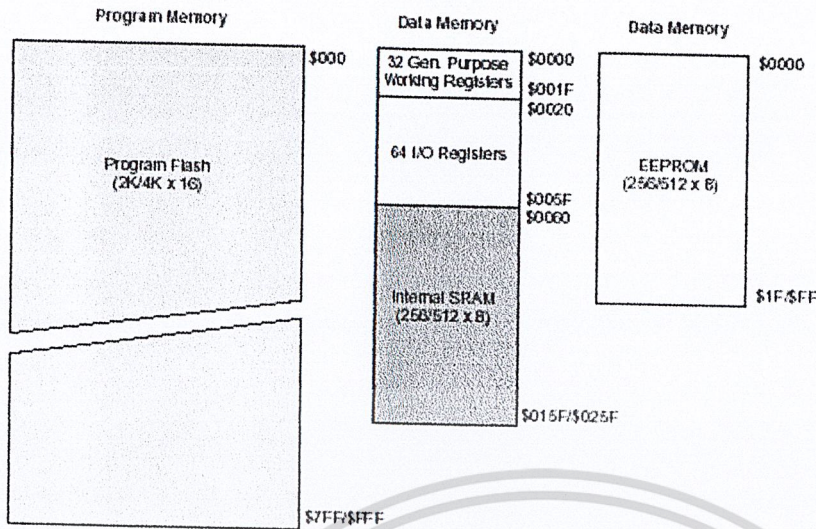 Program Memory
$000
Program Flash
(2K/4K x 16)
$7FF/$FFF
Data Memory
32 Gen. Purpose
Working Registers
$0000
$001F
$0020
64 I/O Registers
$005F
$0060
Internal SRAM
(256/512 x 8)
$015F/$025F
Data Memory
$0000
EEPROM
(256/512 x 8)
$1F/$FF